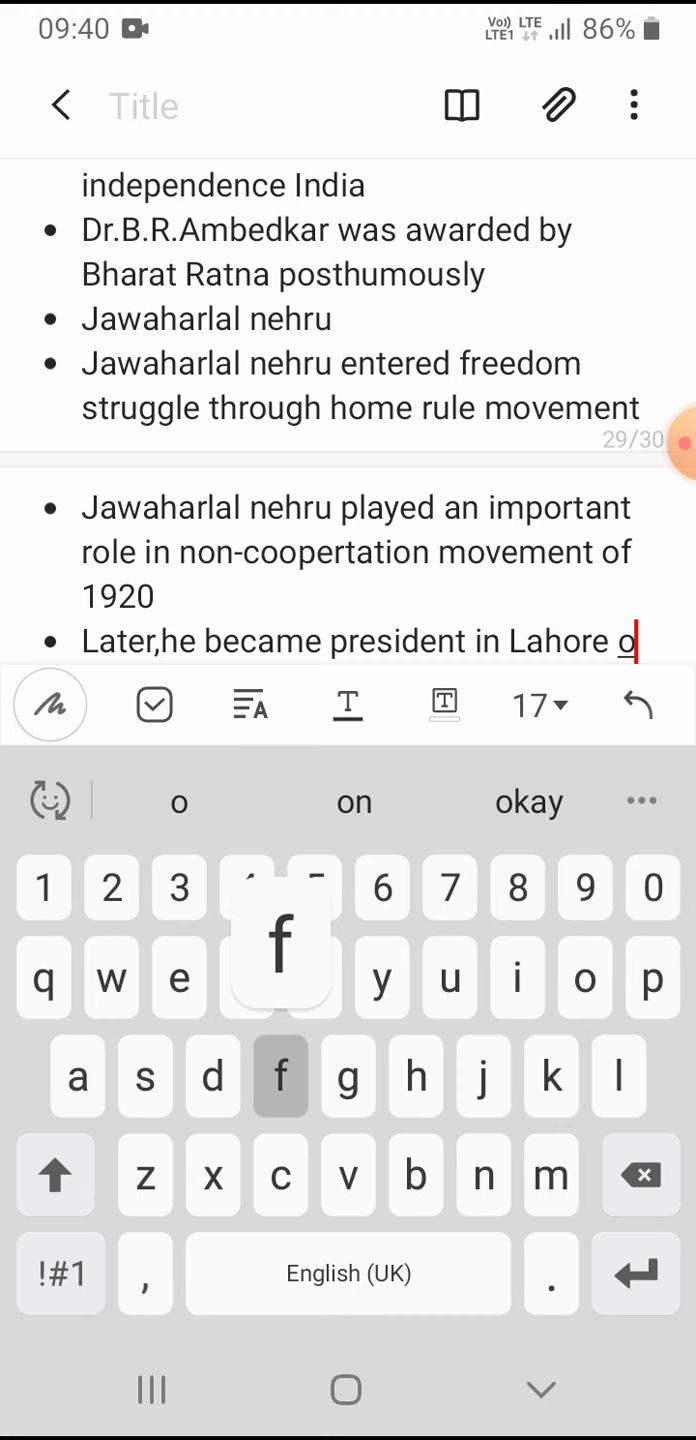 09:40 Vo)) LTE LTE1 86%
Title
independence India
• Dr.B.R.Ambedkar was awarded by
Bharat Ratna posthumously
• Jawaharlal nehru
• Jawaharlal nehru entered freedom
struggle through home rule movement
29/30
• Jawaharlal nehru played an important
role in non-coopertation movement of
1920
• Later,he became president in Lahore o
T T 17
o on okay
1 2 3 6 7 8 9 0
f
q w e y u i o p
a s d f g h j k l
z x c v b n m
!#1 , English (UK) .